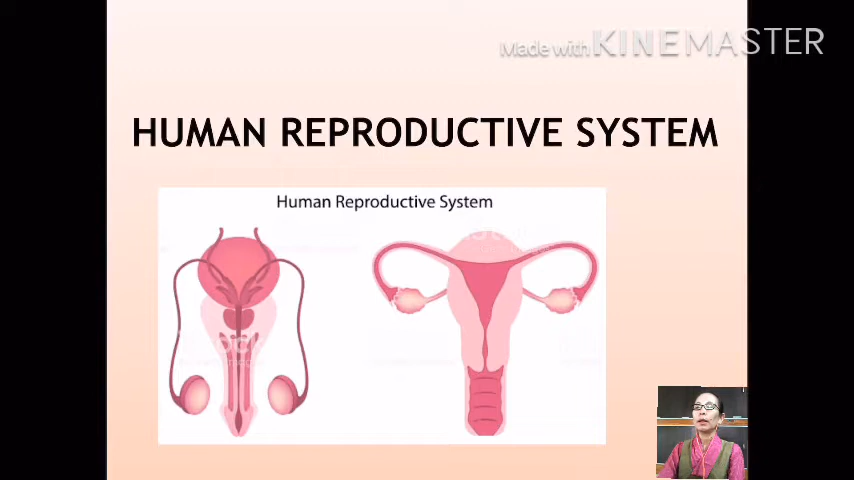 Made with KINEMASTER
HUMAN REPRODUCTIVE SYSTEM
Human Reproductive System